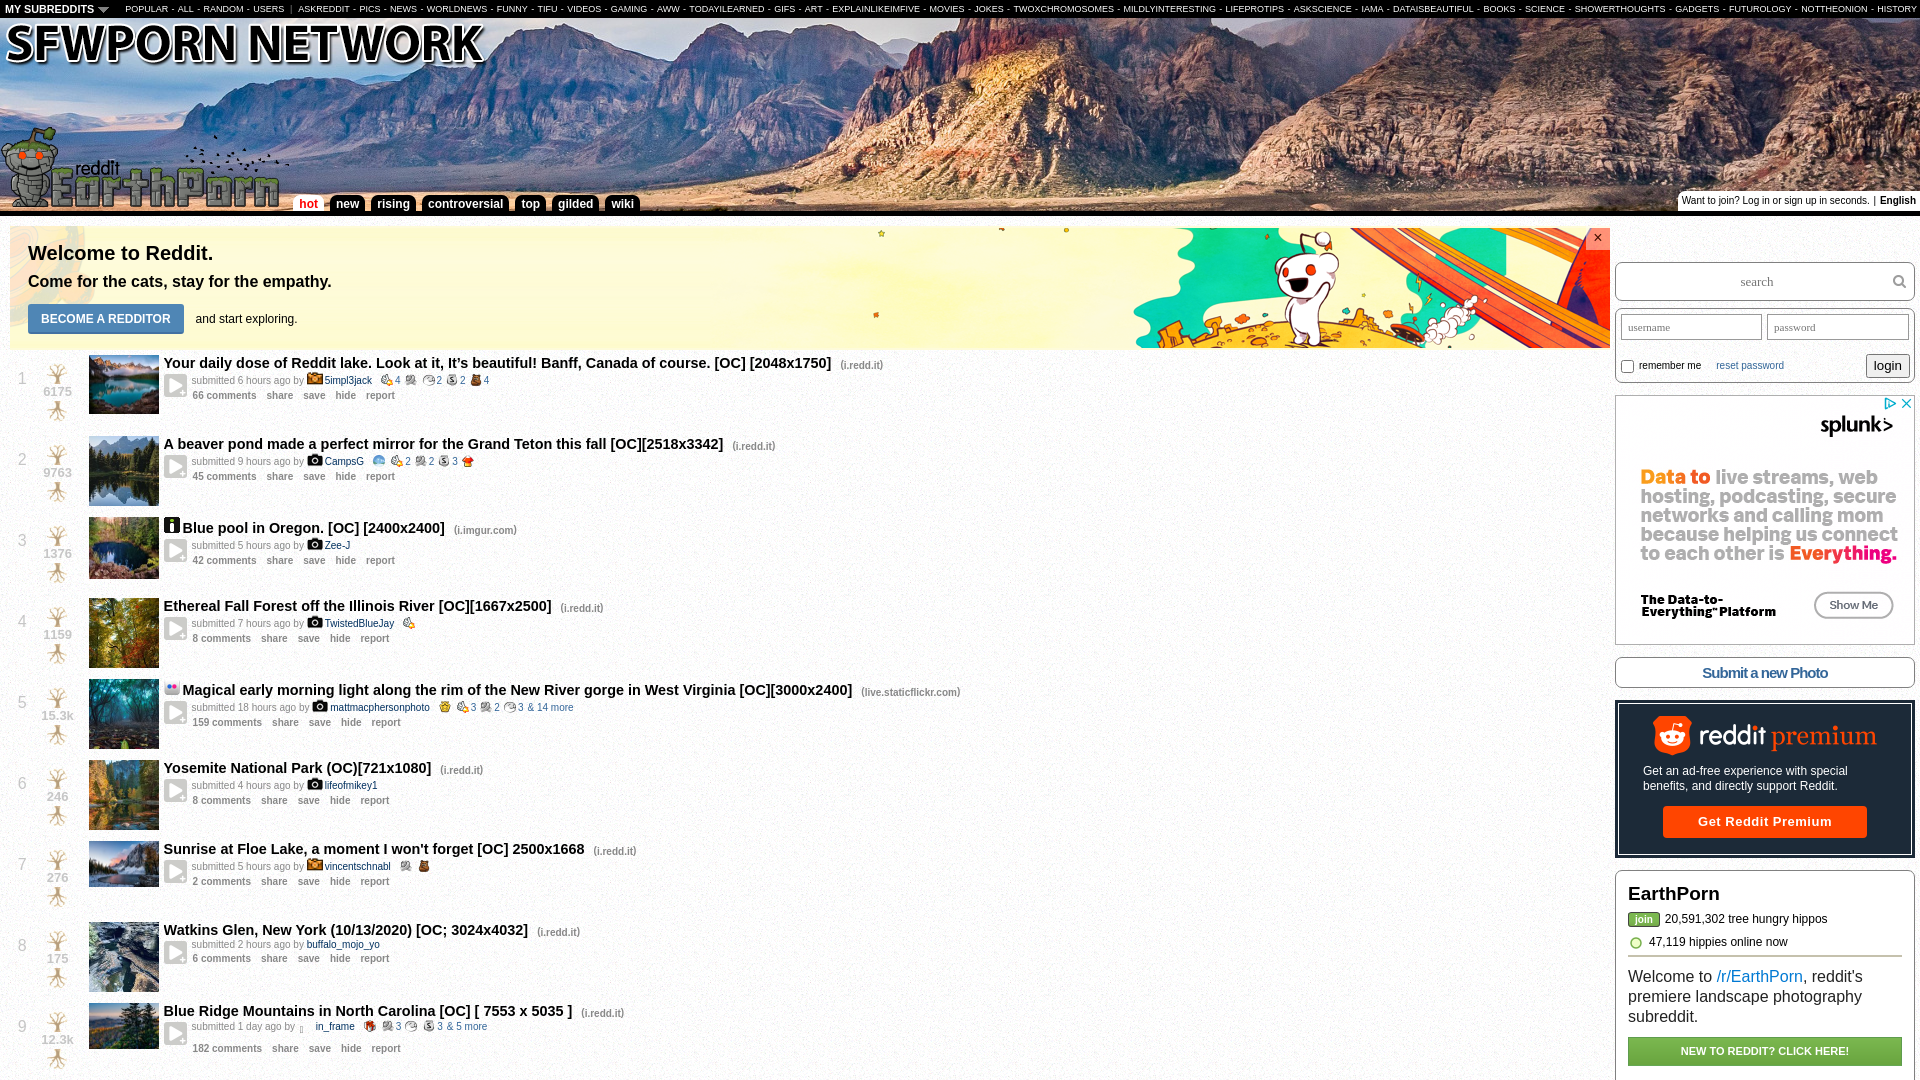 MY SUBREDDITS POPULAR - ALL - RANDOM - USERS | ASKREDDIT - PICS - NEWS - WORLDNEWS - FUNNY - TIFU - VIDEOS - GAMING - AWW - TODAYILEARNED - GIFS - ART - EXPLAINLIKEIMFIVE - MOVIES - JOKES - TWOXCHROMOSOMES - MILDLYINTERESTING - LIFEPROTIPS - ASKSCIENCE - IAMA - DATAISBEAUTIFUL - BOOKS - SCIENCE - SHOWERTHOUGHTS - GADGETS - FUTUROLOGY - NOTTHEONION - HISTORY
SFWPORN NETWORK
reddit
EarthPorn
hot new rising controversial top gilded wiki
Want to join? Log in or sign up in seconds. | English
Welcome to Reddit.
Come for the cats, stay for the empathy.
BECOME A REDDITOR and start exploring.
×
1
6175
Your daily dose of Reddit lake. Look at it, It's beautiful! Banff, Canada of course. [OC] [2048x1750] (i.redd.it)
submitted 6 hours ago by 5impl3jack 4 2 2 4
66 comments share save hide report
2
9763
A beaver pond made a perfect mirror for the Grand Teton this fall [OC][2518x3342] (i.redd.it)
submitted 9 hours ago by CampsG 2 2 3
45 comments share save hide report
3
1376
Blue pool in Oregon. [OC] [2400x2400] (i.imgur.com)
submitted 5 hours ago by Zee-J
42 comments share save hide report
4
1159
Ethereal Fall Forest off the Illinois River [OC][1667x2500] (i.redd.it)
submitted 7 hours ago by TwistedBlueJay
8 comments share save hide report
5
15.3k
Magical early morning light along the rim of the New River gorge in West Virginia [OC][3000x2400] (live.staticflickr.com)
submitted 18 hours ago by mattmacphersonphoto 3 2 3 & 14 more
159 comments share save hide report
6
246
Yosemite National Park (OC)[721x1080] (i.redd.it)
submitted 4 hours ago by lifeofmikey1
8 comments share save hide report
7
276
Sunrise at Floe Lake, a moment I won't forget [OC] 2500x1668 (i.redd.it)
submitted 5 hours ago by vincentschnabl
2 comments share save hide report
8
175
Watkins Glen, New York (10/13/2020) [OC; 3024x4032] (i.redd.it)
submitted 2 hours ago by buffalo_mojo_yo
6 comments share save hide report
9
12.3k
Blue Ridge Mountains in North Carolina [OC] [ 7553 x 5035 ] (i.redd.it)
submitted 1 day ago by in_frame 3 3 & 5 more
182 comments share save hide report
search
username password
remember me reset password login
splunk>
Data to live streams, web
hosting, podcasting, secure
networks and calling mom
because helping us connect
to each other is Everything.
The Data-to-
Everything™ Platform
Show Me
Submit a new Photo
reddit premium
Get an ad-free experience with special
benefits, and directly support Reddit.
Get Reddit Premium
EarthPorn
join 20,591,302 tree hungry hippos
47,119 hippies online now
Welcome to /r/EarthPorn, reddit's
premiere landscape photography
subreddit.
NEW TO REDDIT? CLICK HERE!